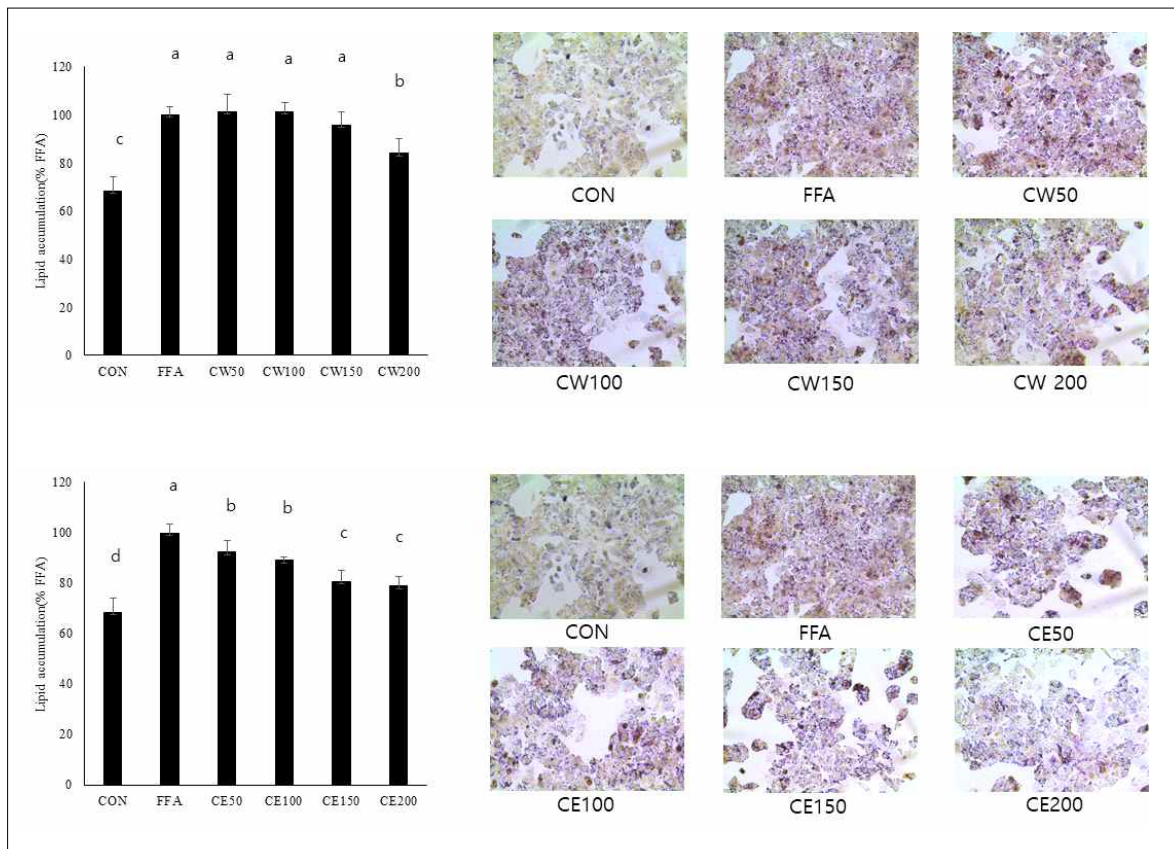 a a a a
b
c
120
100
80
60
40
20
0
Lipid accumulation(% FFA)
CON FFA CW50 CW100 CW150 CW200
CON FFA CW50
CW100 CW150 CW 200
a
b b
c c
d
120
100
80
60
40
20
0
Lipid accumulation(% FFA)
CON FFA CE50 CE100 CE150 CE200
CON FFA CE50
CE100 CE150 CE200